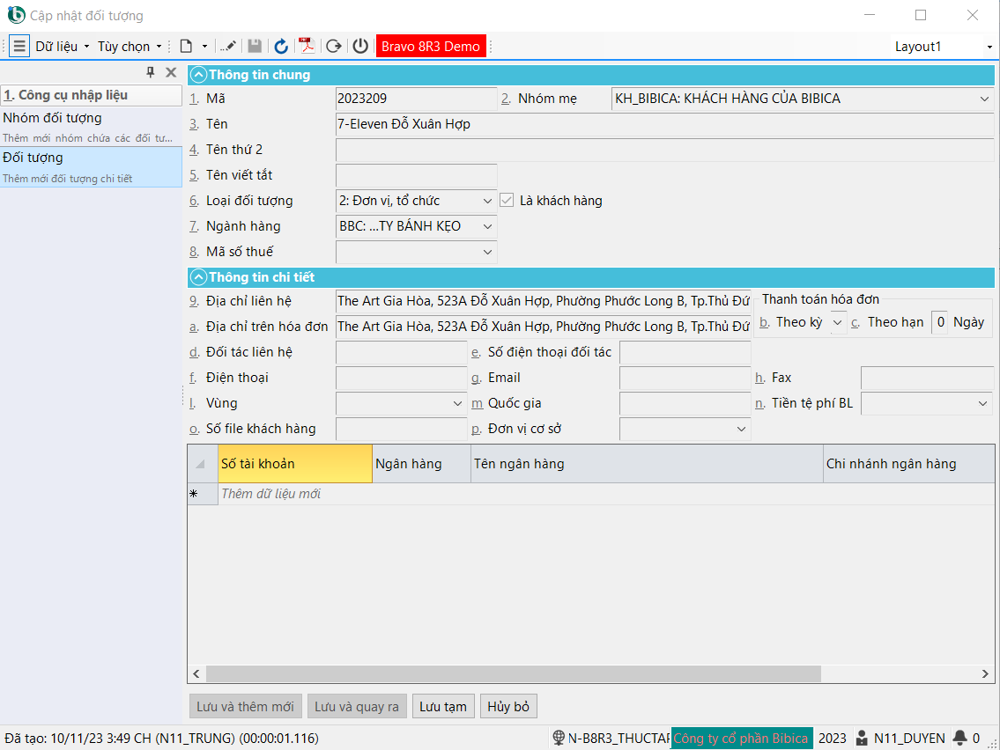 Cập nhật đối tượng
Dữ liệu Tùy chọn Bravo 8R3 Demo Layout1
1. Công cụ nhập liệu
Nhóm đối tượng
Thêm mới nhóm chứa các đối tư...
Đối tượng
Thêm mới đối tượng chi tiết
Thông tin chung
1. Mã 2023209 2. Nhóm mẹ KH_BIBICA: KHÁCH HÀNG CỦA BIBICA
3. Tên 7-Eleven Đỗ Xuân Hợp
4. Tên thứ 2
5. Tên viết tắt
6. Loại đối tượng 2: Đơn vị, tổ chức Là khách hàng
7. Ngành hàng BBC: ...TY BÁNH KẸO
8. Mã số thuế
Thông tin chi tiết
9. Địa chỉ liên hệ The Art Gia Hòa, 523A Đỗ Xuân Hợp, Phường Phước Long B, Tp.Thủ Đứ
Thanh toán hóa đơn
a. Địa chỉ trên hóa đơn The Art Gia Hòa, 523A Đỗ Xuân Hợp, Phường Phước Long B, Tp.Thủ Đứ b. Theo kỳ c. Theo hạn 0 Ngày
d. Đối tác liên hệ e. Số điện thoại đối tác
f. Điện thoại g. Email h. Fax
l. Vùng m Quốc gia n. Tiền tệ phí BL
o. Số file khách hàng p. Đơn vị cơ sở
Số tài khoản Ngân hàng Tên ngân hàng Chi nhánh ngân hàng
Thêm dữ liệu mới
Lưu và thêm mới Lưu và quay ra Lưu tạm Hủy bỏ
Đã tạo: 10/11/23 3:49 CH (N11_TRUNG) (00:00:01.116) N-B8R3_THUCTAP Công ty cổ phần Bibica 2023 N11_DUYEN 0